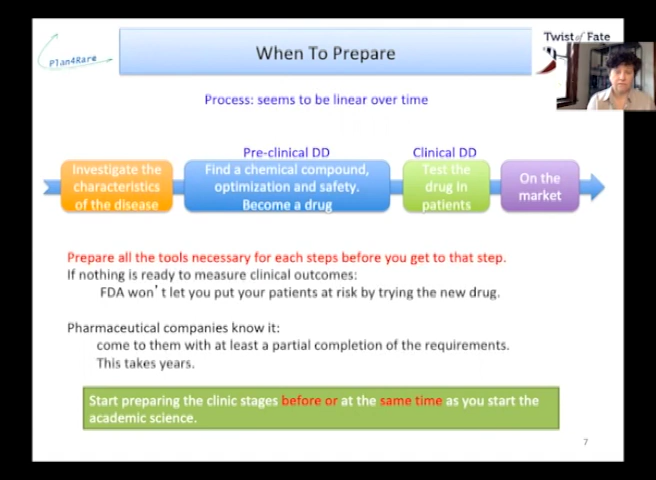 Plan4Rare
When To Prepare
Twist of Fate
Process: seems to be linear over time
Pre-clinical DD
Clinical DD
Investigate the
characteristics
of the disease
Find a chemical compound,
optimization and safety.
Become a drug
Test the
drug in
patients
On the
market
Prepare all the tools necessary for each steps before you get to that step.
If nothing is ready to measure clinical outcomes:
FDA won't let you put your patients at risk by trying the new drug.
Pharmaceutical companies know it:
come to them with at least a partial completion of the requirements.
This takes years.
Start preparing the clinic stages before or at the same time as you start the
academic science.
7